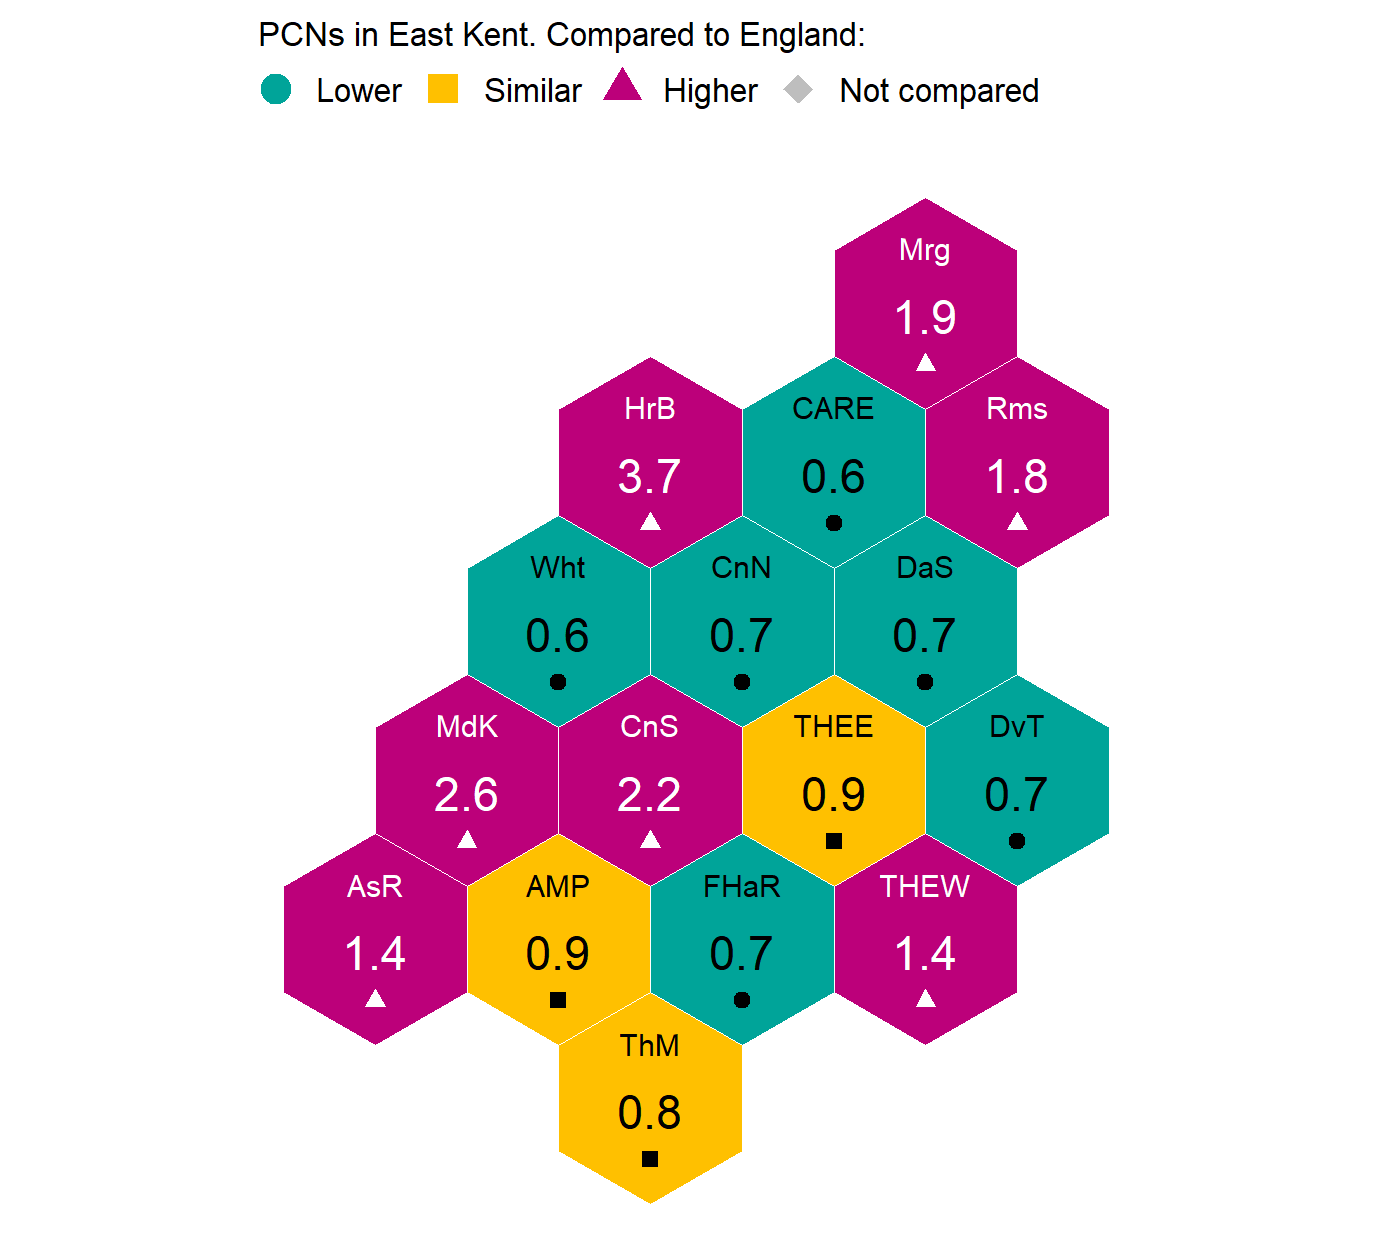 PCNs in East Kent. Compared to England:
Lower Similar Higher Not compared
Mrg
1.9
HrB CARE Rms
3.7 0.6 1.8
Wht CnN DaS
0.6 0.7 0.7
MdK CnS THEE DvT
2.6 2.2 0.9 0.7
AsR AMP FHaR THEW
1.4 0.9 0.7 1.4
ThM
0.8